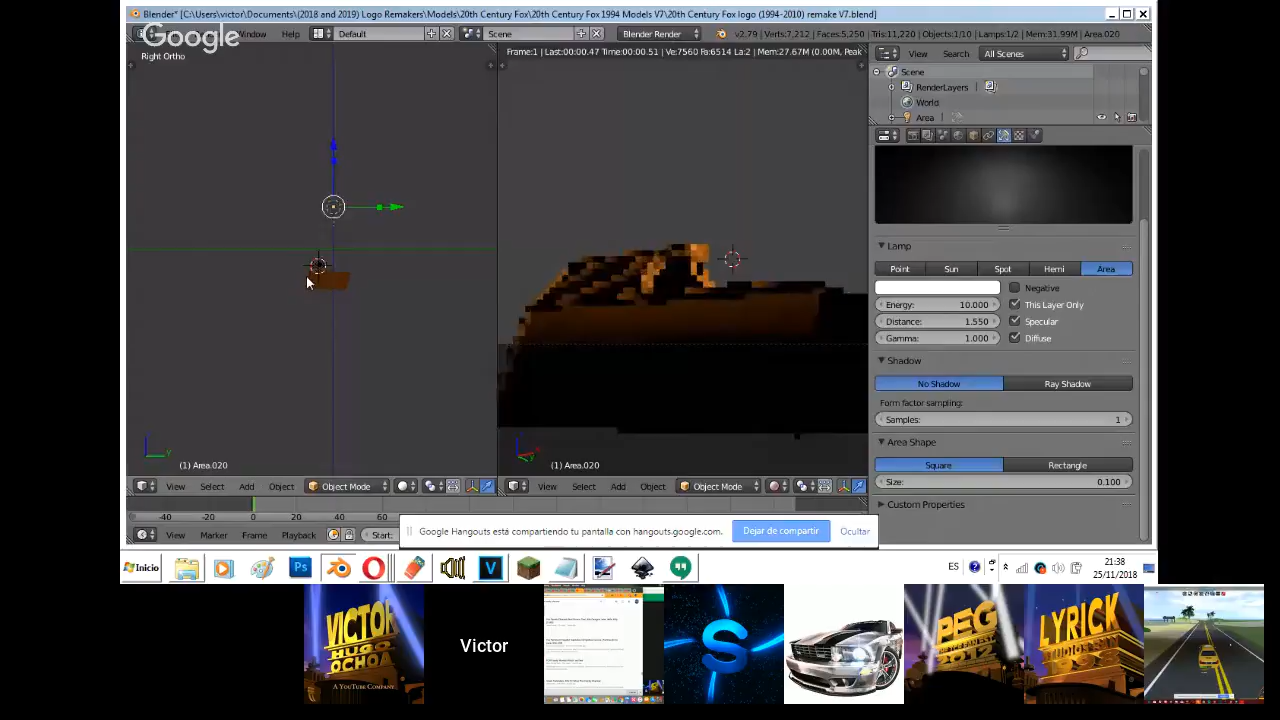 Blender* [C:\Users\victor\Documents\(2018 and 2019) Logo Remakers\Models\20th Century Fox\20th Century Fox 1994 Models V7\20th Century Fox logo (1994-2010) remake V7.blend]
Google
Window Help Default Scene Blender Render v2.79 | Verts:7,212 | Faces:5,250 | Tris:11,220 | Objects:1/10 | Lamps:1/2 | Mem:31.99M | Area.020
Right Ortho
Frame:1 | Last:00:00.47 Time:00:00.51 | Ve:7560 Fa:6514 La:2 | Mem:27.67M (0.00M, Peak
View Search All Scenes
Scene
RenderLayers
World
Area
Lamp
Point Sun Spot Hemi Area
Negative
Energy: 10.000 This Layer Only
Distance: 1.550 Specular
Gamma: 1.000 Diffuse
Shadow
No Shadow Ray Shadow
Form factor sampling:
Samples: 1
Area Shape
Square Rectangle
Size: 0.100
Custom Properties
(1) Area.020
(1) Area.020
View Select Add Object Object Mode
View Select Add Object Object Mode
-40 -20 0 20 40 60
View Marker Frame Playback Start:
Google Hangouts está compartiendo tu pantalla con hangouts.google.com. Dejar de compartir Ocultar
Inicio
Ps
V
ES
21:38
25/11/2018
VICTOR
HUGO
OCHOA
A YOUTUBE COMPANY
Victor